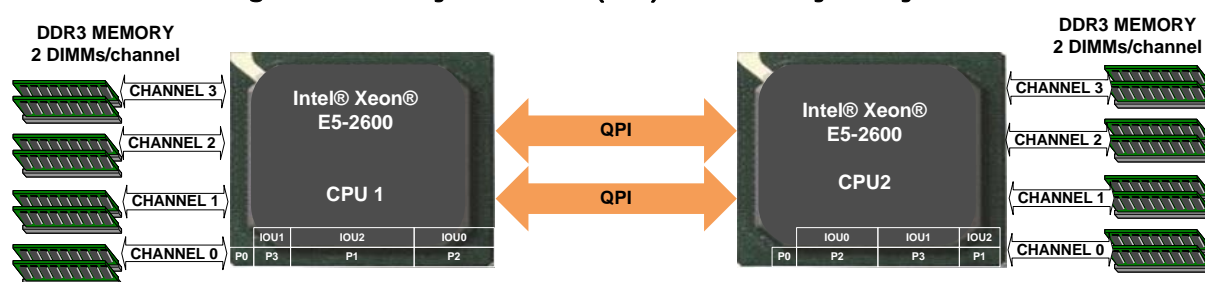 DDR3 MEMORY
2 DIMMs/channel
CHANNEL 3
CHANNEL 2
CHANNEL 1
CHANNEL 0
Intel® Xeon®
E5-2600
CPU 1
IOU1 IOU2 IOU0
P0 P3 P1 P2
QPI
QPI
Intel® Xeon®
E5-2600
CPU2
IOU0 IOU1 IOU2
P0 P2 P3 P1
DDR3 MEMORY
2 DIMMs/channel
CHANNEL 3
CHANNEL 2
CHANNEL 1
CHANNEL 0